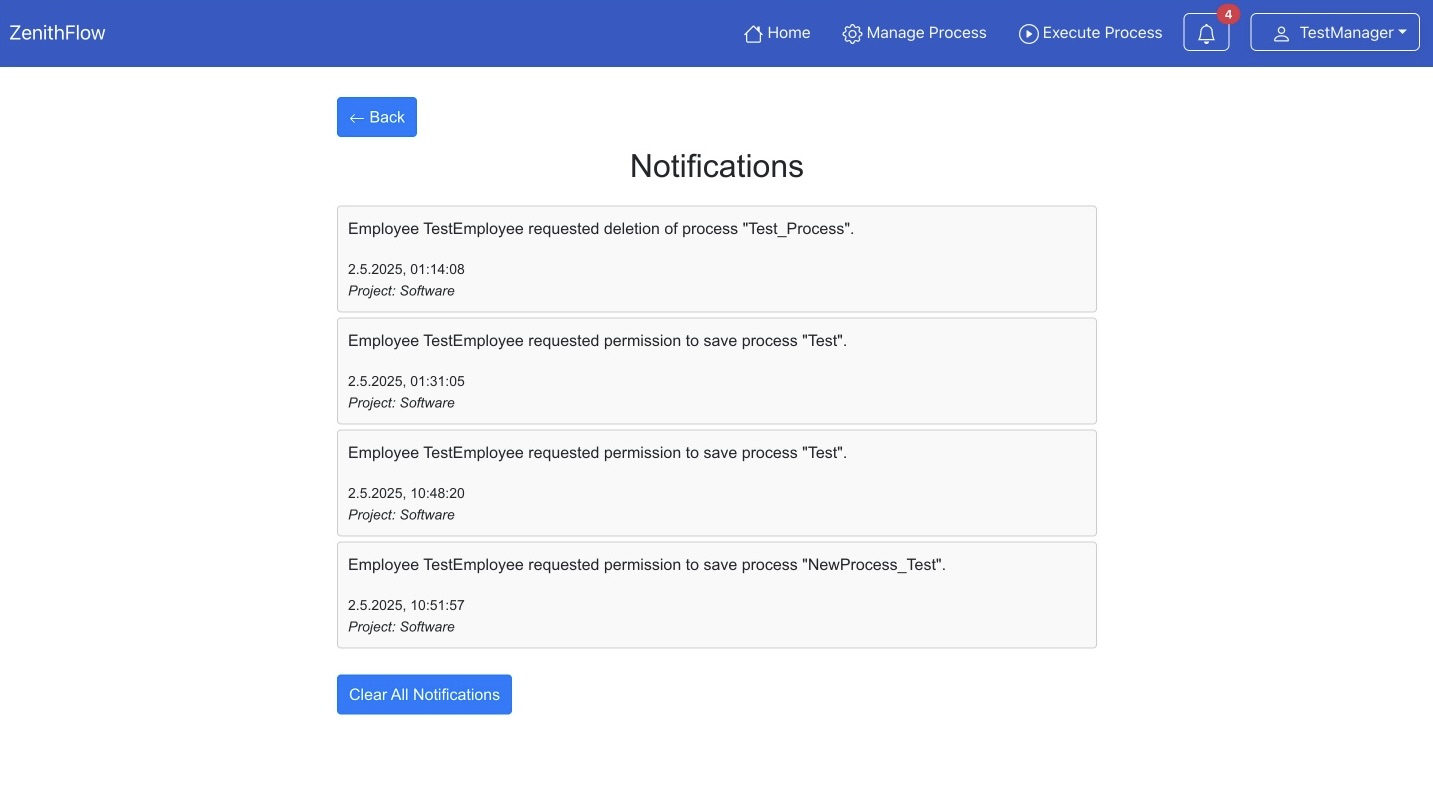 ZenithFlow
Home
Manage Process
Execute Process
4
TestManager
← Back
Notifications
Employee TestEmployee requested deletion of process "Test_Process".
2.5.2025, 01:14:08
Project: Software
Employee TestEmployee requested permission to save process "Test".
2.5.2025, 01:31:05
Project: Software
Employee TestEmployee requested permission to save process "Test".
2.5.2025, 10:48:20
Project: Software
Employee TestEmployee requested permission to save process "NewProcess_Test".
2.5.2025, 10:51:57
Project: Software
Clear All Notifications